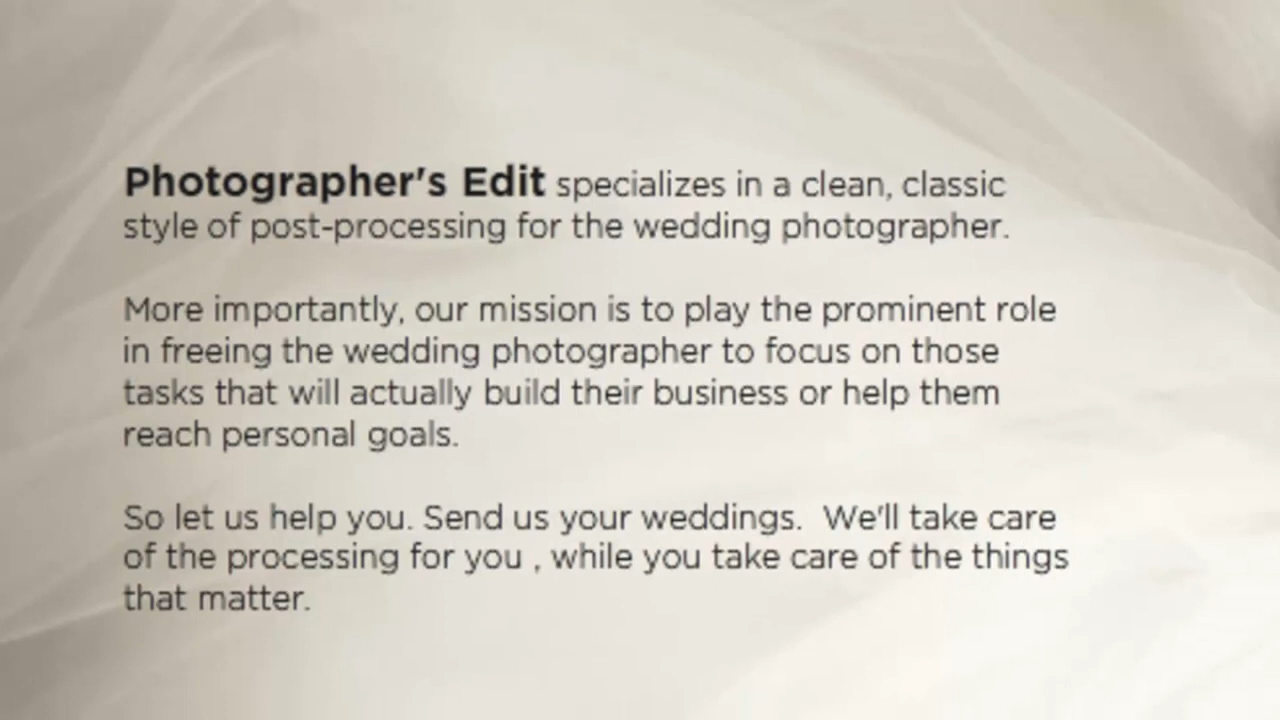 Photographer's Edit specializes in a clean, classic
style of post-processing for the wedding photographer.
More importantly, our mission is to play the prominent role
in freeing the wedding photographer to focus on those
tasks that will actually build their business or help them
reach personal goals.
So let us help you. Send us your weddings.  We'll take care
of the processing for you , while you take care of the things
that matter.